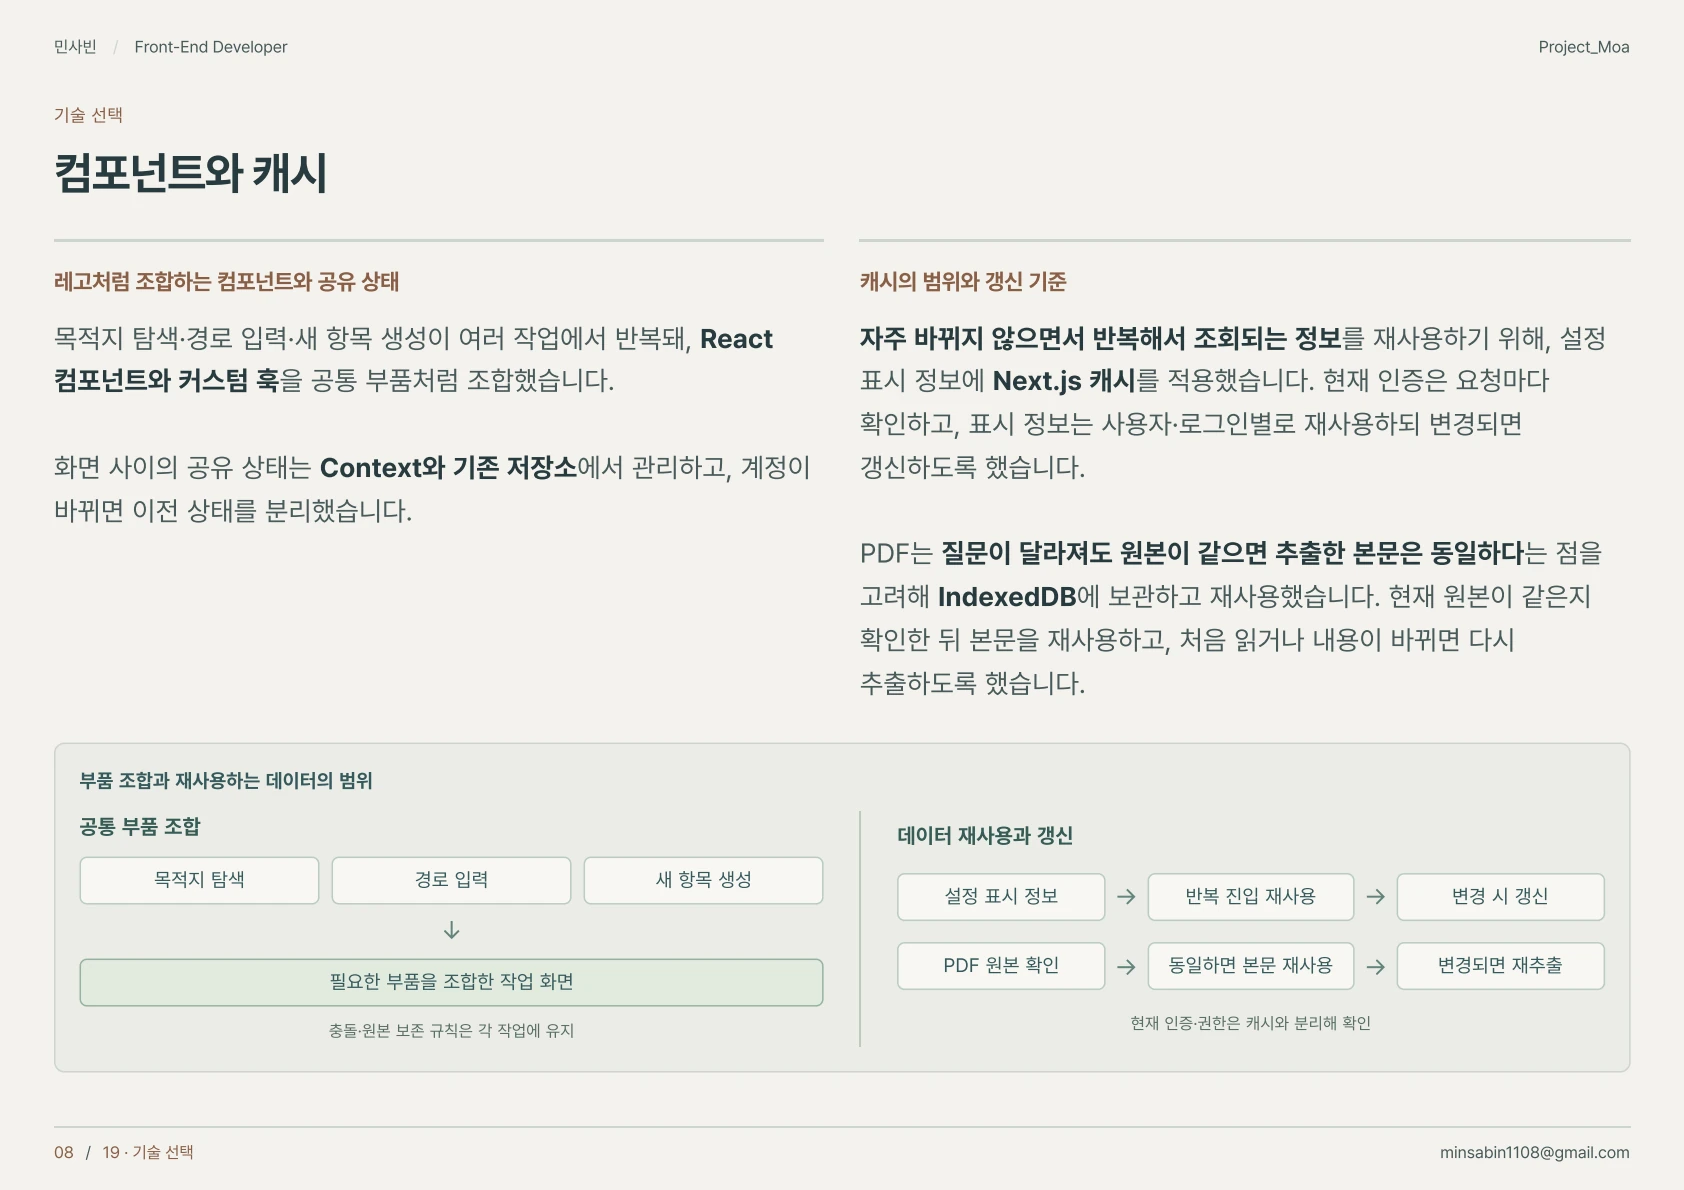 민사빈 / Front-End Developer
Project_Moa
기술 선택
컴포넌트와 캐시
레고처럼 조합하는 컴포넌트와 공유 상태
목적지 탐색·경로 입력·새 항목 생성이 여러 작업에서 반복돼, React
컴포넌트와 커스텀 훅을 공통 부품처럼 조합했습니다.
화면 사이의 공유 상태는 Context와 기존 저장소에서 관리하고, 계정이
바뀌면 이전 상태를 분리했습니다.
캐시의 범위와 갱신 기준
자주 바뀌지 않으면서 반복해서 조회되는 정보를 재사용하기 위해, 설정
표시 정보에 Next.js 캐시를 적용했습니다. 현재 인증은 요청마다
확인하고, 표시 정보는 사용자·로그인별로 재사용하되 변경되면
갱신하도록 했습니다.
PDF는 질문이 달라져도 원본이 같으면 추출한 본문은 동일하다는 점을
고려해 IndexedDB에 보관하고 재사용했습니다. 현재 원본이 같은지
확인한 뒤 본문을 재사용하고, 처음 읽거나 내용이 바뀌면 다시
추출하도록 했습니다.
부품 조합과 재사용하는 데이터의 범위
공통 부품 조합
목적지 탐색
경로 입력
새 항목 생성
↓
필요한 부품을 조합한 작업 화면
충돌·원본 보존 규칙은 각 작업에 유지
데이터 재사용과 갱신
설정 표시 정보 → 반복 진입 재사용 → 변경 시 갱신
PDF 원본 확인 → 동일하면 본문 재사용 → 변경되면 재추출
현재 인증·권한은 캐시와 분리해 확인
08 / 19 · 기술 선택
minsabin1108@gmail.com